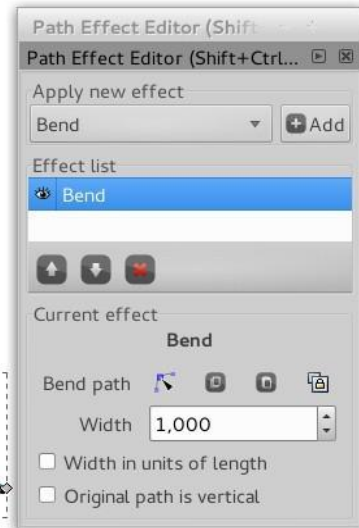 Path Effect Editor (Shift
Path Effect Editor (Shift+Ctrl...
Apply new effect
Bend
Add
Effect list
Bend
Current effect
Bend
Bend path
Width 1,000
Width in units of length
Original path is vertical